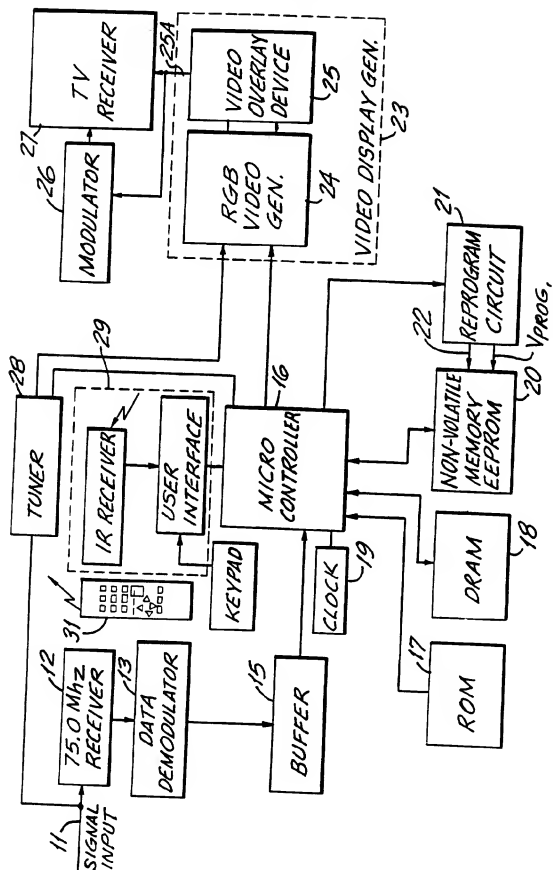 11
SIGNAL
INPUT
12
75.0 Mhz
RECEIVER
13
DATA
DEMODULATOR
15
BUFFER
28
TUNER
31
29
IR RECEIVER
USER
INTERFACE
KEYPAD
16
MICRO
CONTROLLER
CLOCK
19
17
ROM
DRAM
18
NON-VOLATILE
MEMORY
EEPROM
20
22
VPROG.
21
REPROGRAM
CIRCUIT
26
MODULATOR
27
TV
RECEIVER
25A
RGB
VIDEO
GEN.
24
VIDEO
OVERLAY
DEVICE
25
VIDEO DISPLAY GEN.
23